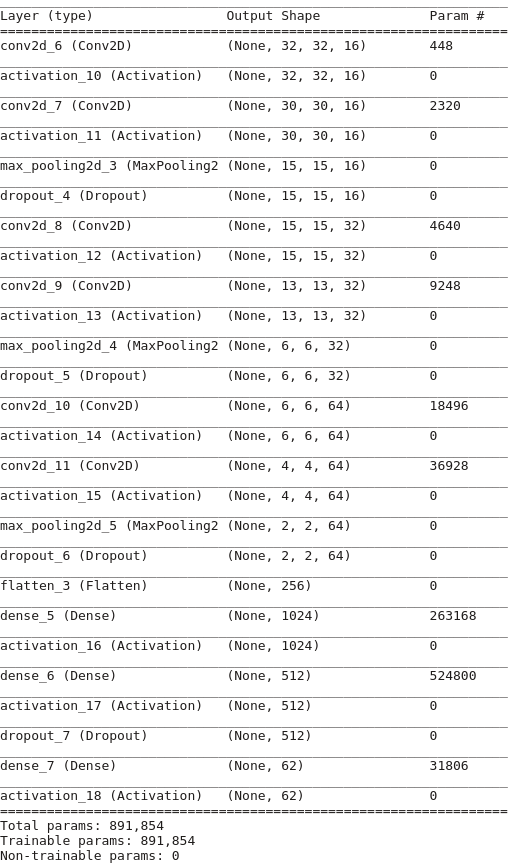 Layer (type) Output Shape Param #
conv2d_6 (Conv2D) (None, 32, 32, 16) 448
activation_10 (Activation) (None, 32, 32, 16) 0
conv2d_7 (Conv2D) (None, 30, 30, 16) 2320
activation_11 (Activation) (None, 30, 30, 16) 0
max_pooling2d_3 (MaxPooling2 (None, 15, 15, 16) 0
dropout_4 (Dropout) (None, 15, 15, 16) 0
conv2d_8 (Conv2D) (None, 15, 15, 32) 4640
activation_12 (Activation) (None, 15, 15, 32) 0
conv2d_9 (Conv2D) (None, 13, 13, 32) 9248
activation_13 (Activation) (None, 13, 13, 32) 0
max_pooling2d_4 (MaxPooling2 (None, 6, 6, 32) 0
dropout_5 (Dropout) (None, 6, 6, 32) 0
conv2d_10 (Conv2D) (None, 6, 6, 64) 18496
activation_14 (Activation) (None, 6, 6, 64) 0
conv2d_11 (Conv2D) (None, 4, 4, 64) 36928
activation_15 (Activation) (None, 4, 4, 64) 0
max_pooling2d_5 (MaxPooling2 (None, 2, 2, 64) 0
dropout_6 (Dropout) (None, 2, 2, 64) 0
flatten_3 (Flatten) (None, 256) 0
dense_5 (Dense) (None, 1024) 263168
activation_16 (Activation) (None, 1024) 0
dense_6 (Dense) (None, 512) 524800
activation_17 (Activation) (None, 512) 0
dropout_7 (Dropout) (None, 512) 0
dense_7 (Dense) (None, 62) 31806
activation_18 (Activation) (None, 62) 0
Total params: 891,854
Trainable params: 891,854
Non-trainable params: 0